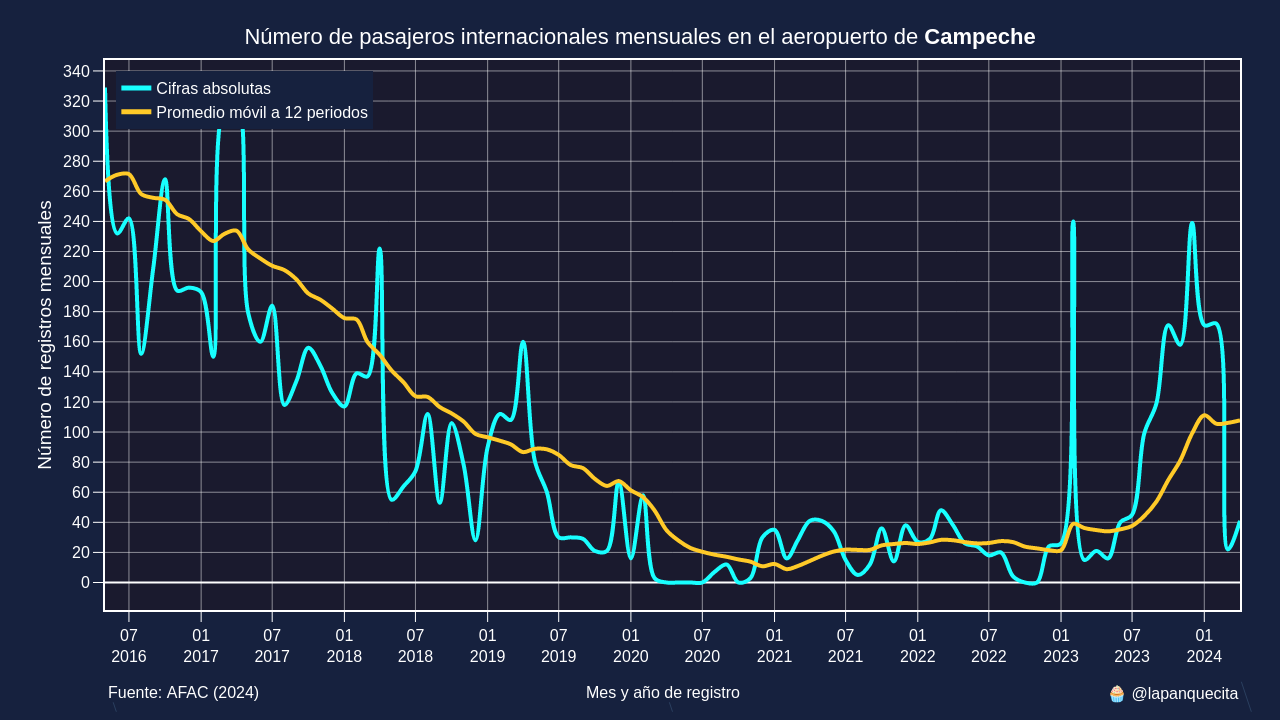 Número de pasajeros internacionales mensuales en el aeropuerto de Campeche
Cifras absolutas
Promedio móvil a 12 periodos
Número de registros mensuales
340
320
300
280
260
240
220
200
180
160
140
120
100
80
60
40
20
0
07 01 07 01 07 01 07 01 07 01 07 01 07 01 07 01
2016 2017 2017 2018 2018 2019 2019 2020 2020 2021 2021 2022 2022 2023 2023 2024
Fuente: AFAC (2024) Mes y año de registro 🧁 @lapanquecita